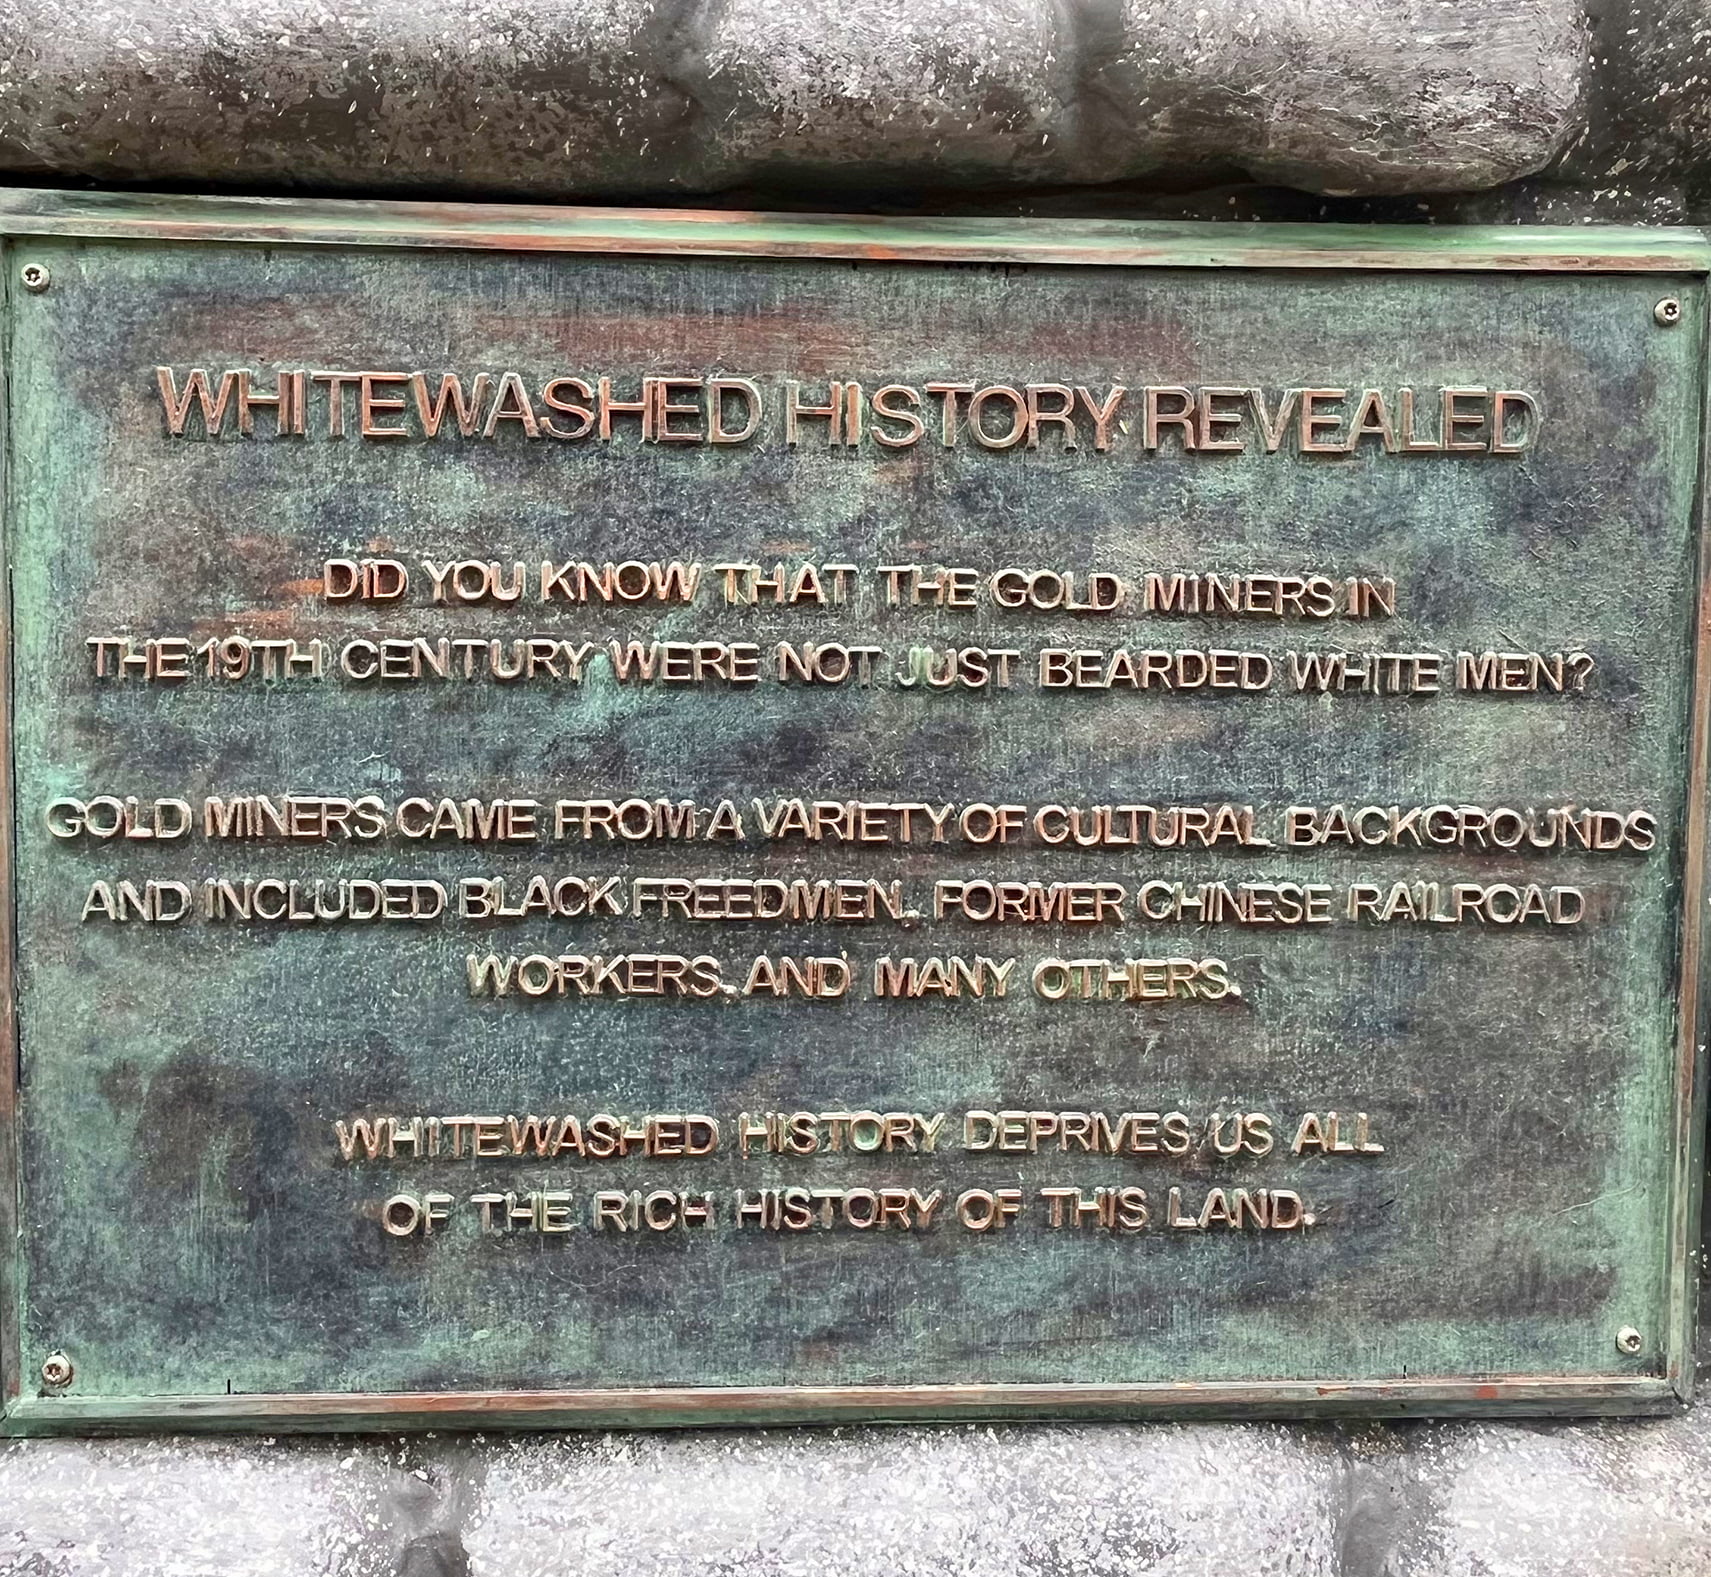 WHITEWASHED HISTORY REVEALED
DID YOU KNOW THAT THE GOLD MINERS IN
THE 19TH CENTURY WERE NOT JUST BEARDED WHITE MEN?
GOLD MINERS CAME FROM A VARIETY OF CULTURAL BACKGROUNDS
AND INCLUDED BLACK FREEDMEN, FORMER CHINESE RAILROAD
WORKERS, AND MANY OTHERS.
WHITEWASHED HISTORY DEPRIVES US ALL
OF THE RICH HISTORY OF THIS LAND.